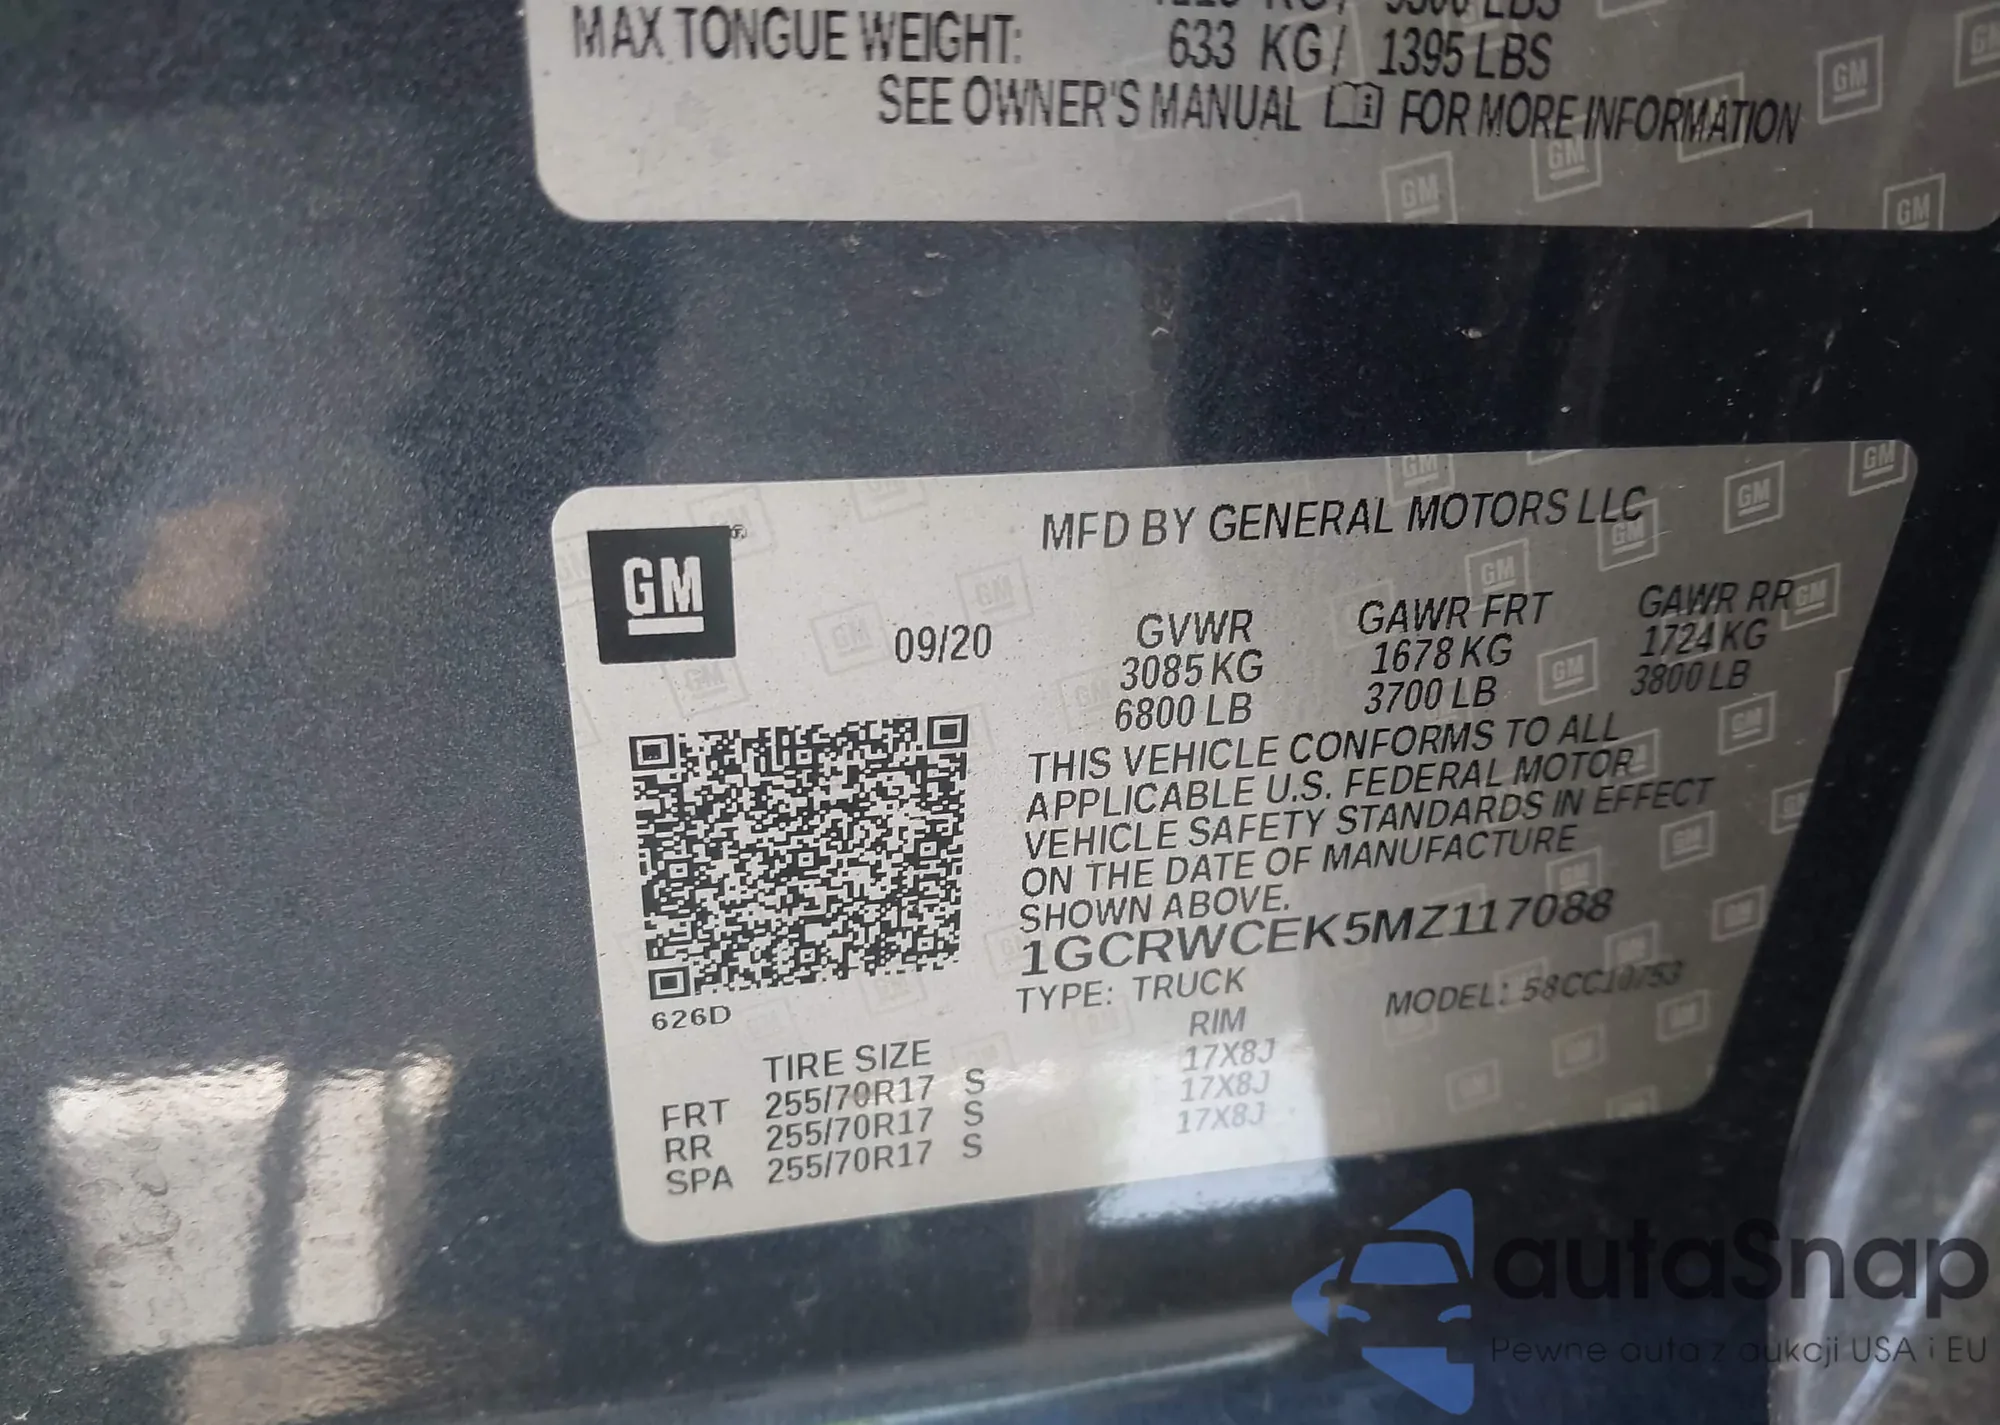 LBS
MAX TONGUE WEIGHT: 633 KG / 1395 LBS
SEE OWNER'S MANUAL FOR MORE INFORMATION
GM
MFD BY GENERAL MOTORS LLC
09/20
GVWR GAWR FRT GAWR RR
3085 KG 1678 KG 1724 KG
6800 LB 3700 LB 3800 LB
THIS VEHICLE CONFORMS TO ALL
APPLICABLE U.S. FEDERAL MOTOR
VEHICLE SAFETY STANDARDS IN EFFECT
ON THE DATE OF MANUFACTURE
SHOWN ABOVE.
1GCRWCEK5MZ117088
TYPE: TRUCK MODEL: 58CC10753
626D
TIRE SIZE RIM
FRT 255/70R17 S 17X8J
RR 255/70R17 S 17X8J
SPA 255/70R17 S 17X8J
autaSnap
Pewne auta z aukcji USA i EU